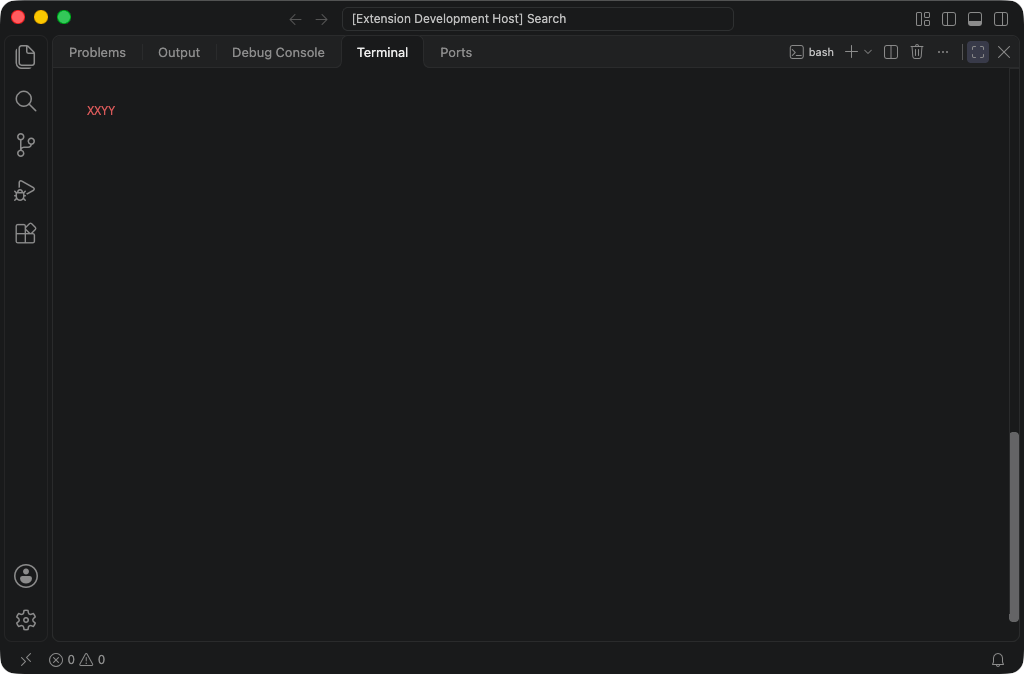 [Extension Development Host] Search
Problems Output Debug Console Terminal Ports bash
XXYY
0 0